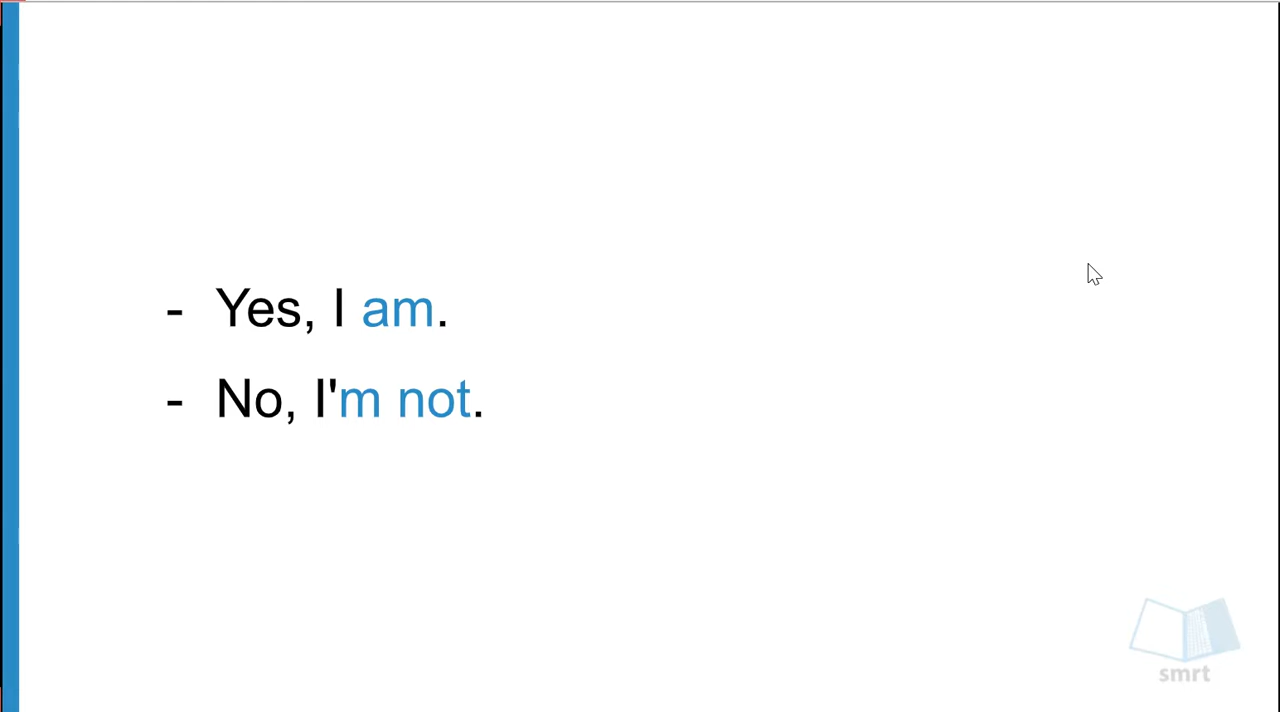 - Yes, I am.
- No, I'm not.
smrt